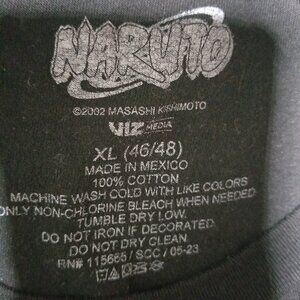 NARUTO
©2002 MASASHI KISHIMOTO
VIZ MEDIA
XL (46/48)
MADE IN MEXICO
100% COTTON
MACHINE WASH COLD WITH LIKE COLORS
ONLY NON-CHLORINE BLEACH WHEN NEEDED
TUMBLE DRY LOW
DO NOT IRON IF DECORATED
DO NOT DRY CLEAN
RN# 115665 / SCC / 05-23